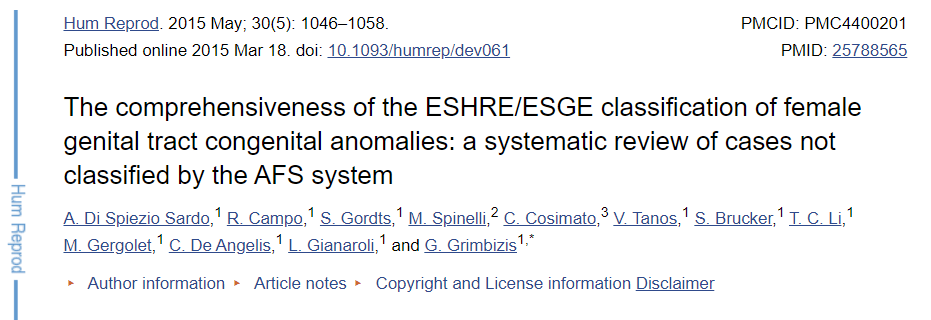 Hum Reprod. 2015 May; 30(5): 1046–1058.
PMCID: PMC4400201
Published online 2015 Mar 18. doi: 10.1093/humrep/dev061
PMID: 25788565
The comprehensiveness of the ESHRE/ESGE classification of female
genital tract congenital anomalies: a systematic review of cases not
classified by the AFS system
A. Di Spiezio Sardo,1 R. Campo,1 S. Gordts,1 M. Spinelli,2 C. Cosimato,3 V. Tanos,1 S. Brucker,1 T. C. Li,1
M. Gergolet,1 C. De Angelis,1 L. Gianaroli,1 and G. Grimbizis1,*
Author information ▸ Article notes ▸ Copyright and License information Disclaimer
Hum Reprod